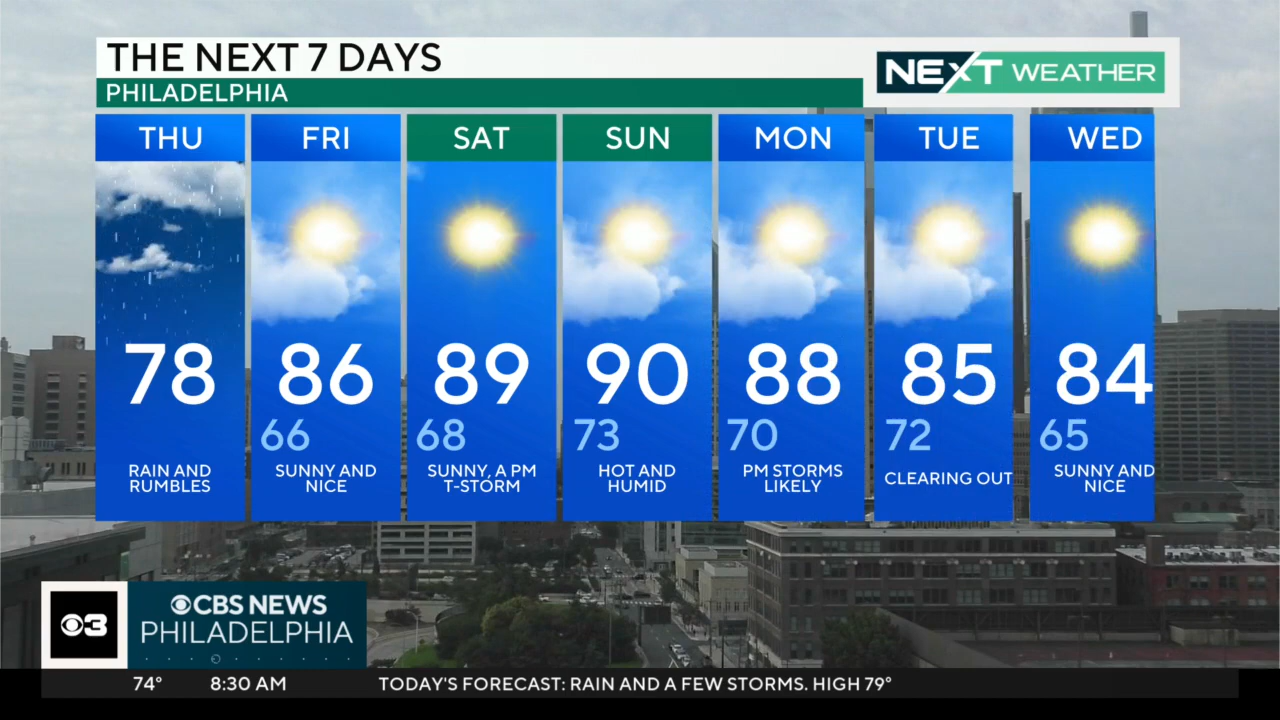 THE NEXT 7 DAYS
NEXT WEATHER
PHILADELPHIA
THU FRI SAT SUN MON TUE WED
78 86 89 90 88 85 84
66 68 73 70 72 65
RAIN AND RUMBLES
SUNNY AND NICE
SUNNY, A PM T-STORM
HOT AND HUMID
PM STORMS LIKELY
CLEARING OUT
SUNNY AND NICE
3
CBS NEWS
PHILADELPHIA
74° 8:30 AM TODAY'S FORECAST: RAIN AND A FEW STORMS. HIGH 79°